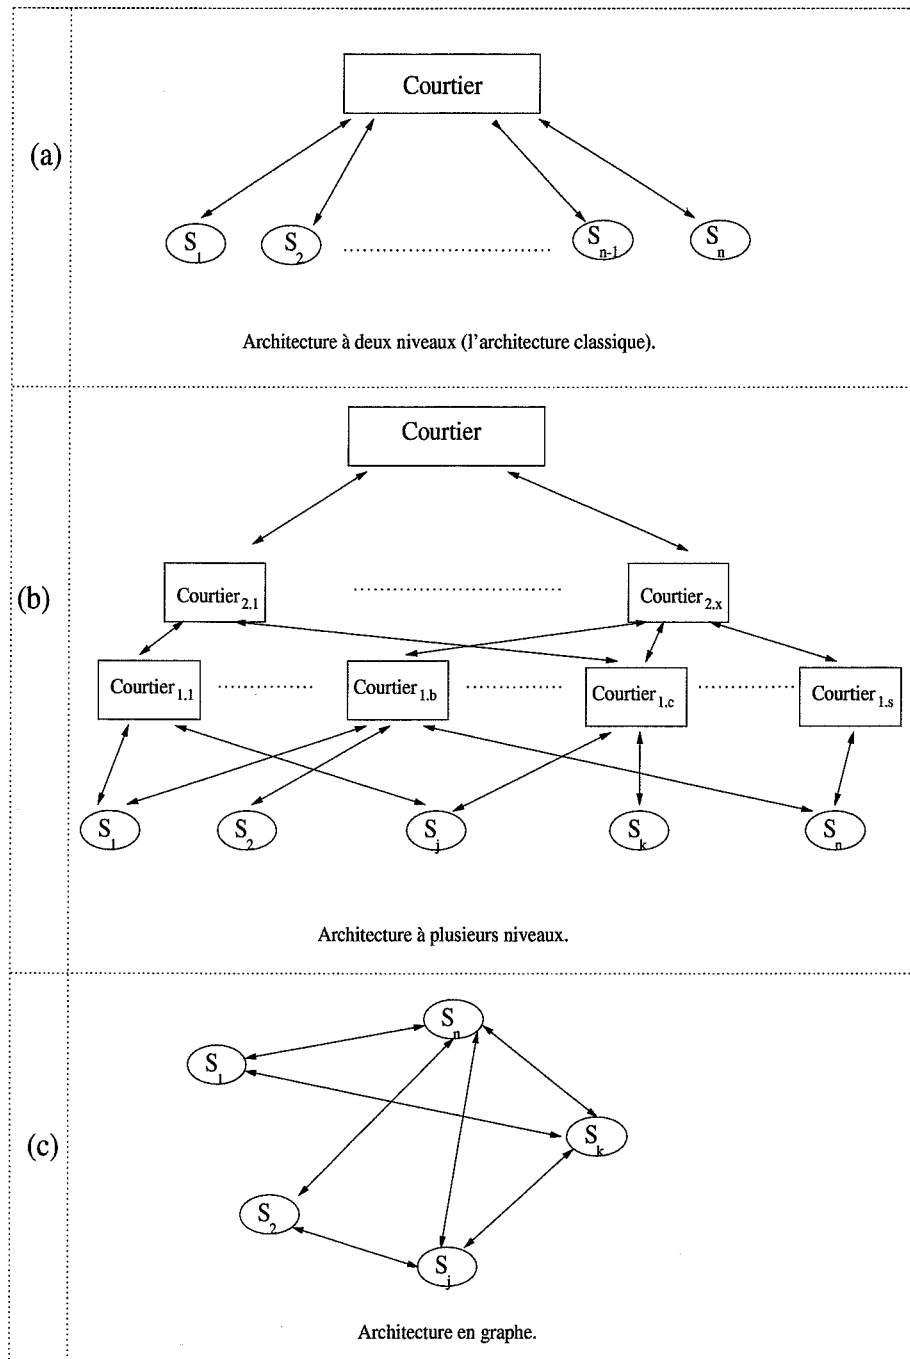 (a)
Courtier
S1 S2 Sn-1 Sn
Architecture à deux niveaux (l'architecture classique).
(b)
Courtier
Courtier2.1 Courtier2.x
Courtier1.1 Courtier1.b Courtier1.c Courtier1.s
S1 S2 Sj Sk Sn
Architecture à plusieurs niveaux.
(c)
Sn
S1
Sk
S2
Sj
Architecture en graphe.